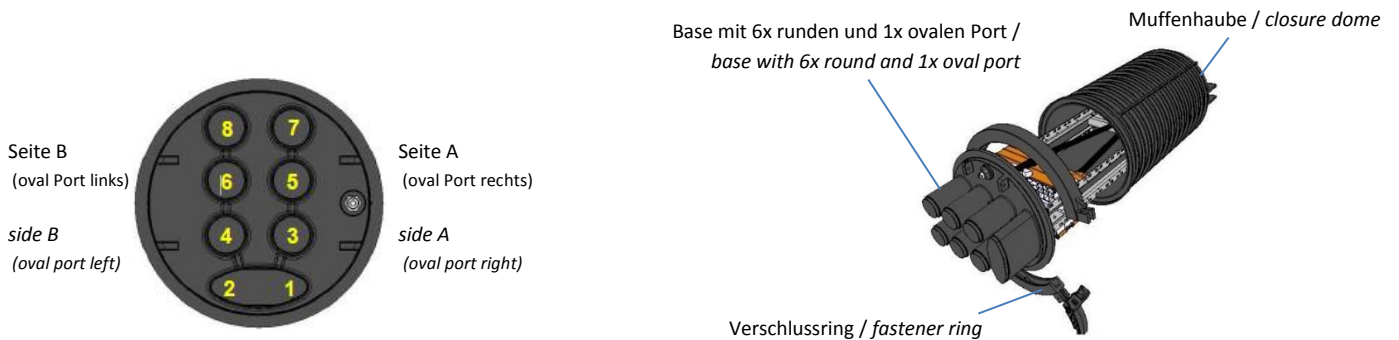 Base mit 6x runden und 1x ovalen Port /
base with 6x round and 1x oval port
Muffenhaube / closure dome
8 7
Seite B
(oval Port links)
6 5
Seite A
(oval Port rechts)
side B
(oval port left)
4 3
side A
(oval port right)
2 1
Verschlussring / fastener ring